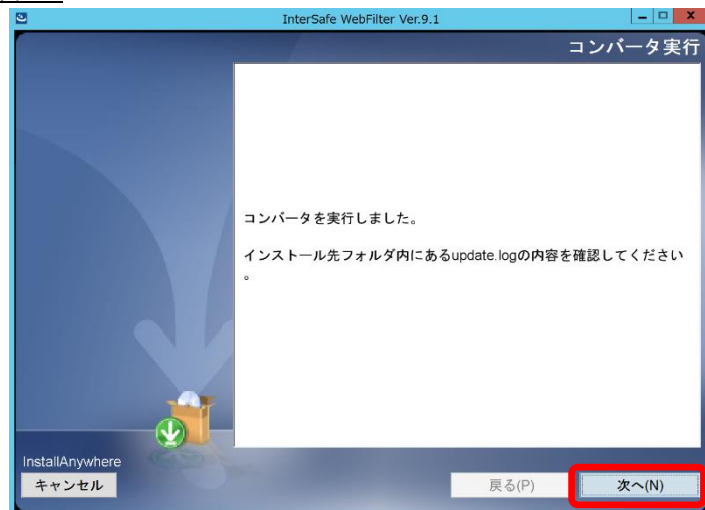 InterSafe WebFilter Ver.9.1
コンバータ実行
コンバータを実行しました。
インストール先フォルダ内にあるupdate.logの内容を確認してください
。
InstallAnywhere
キャンセル
戻る(P)
次へ(N)